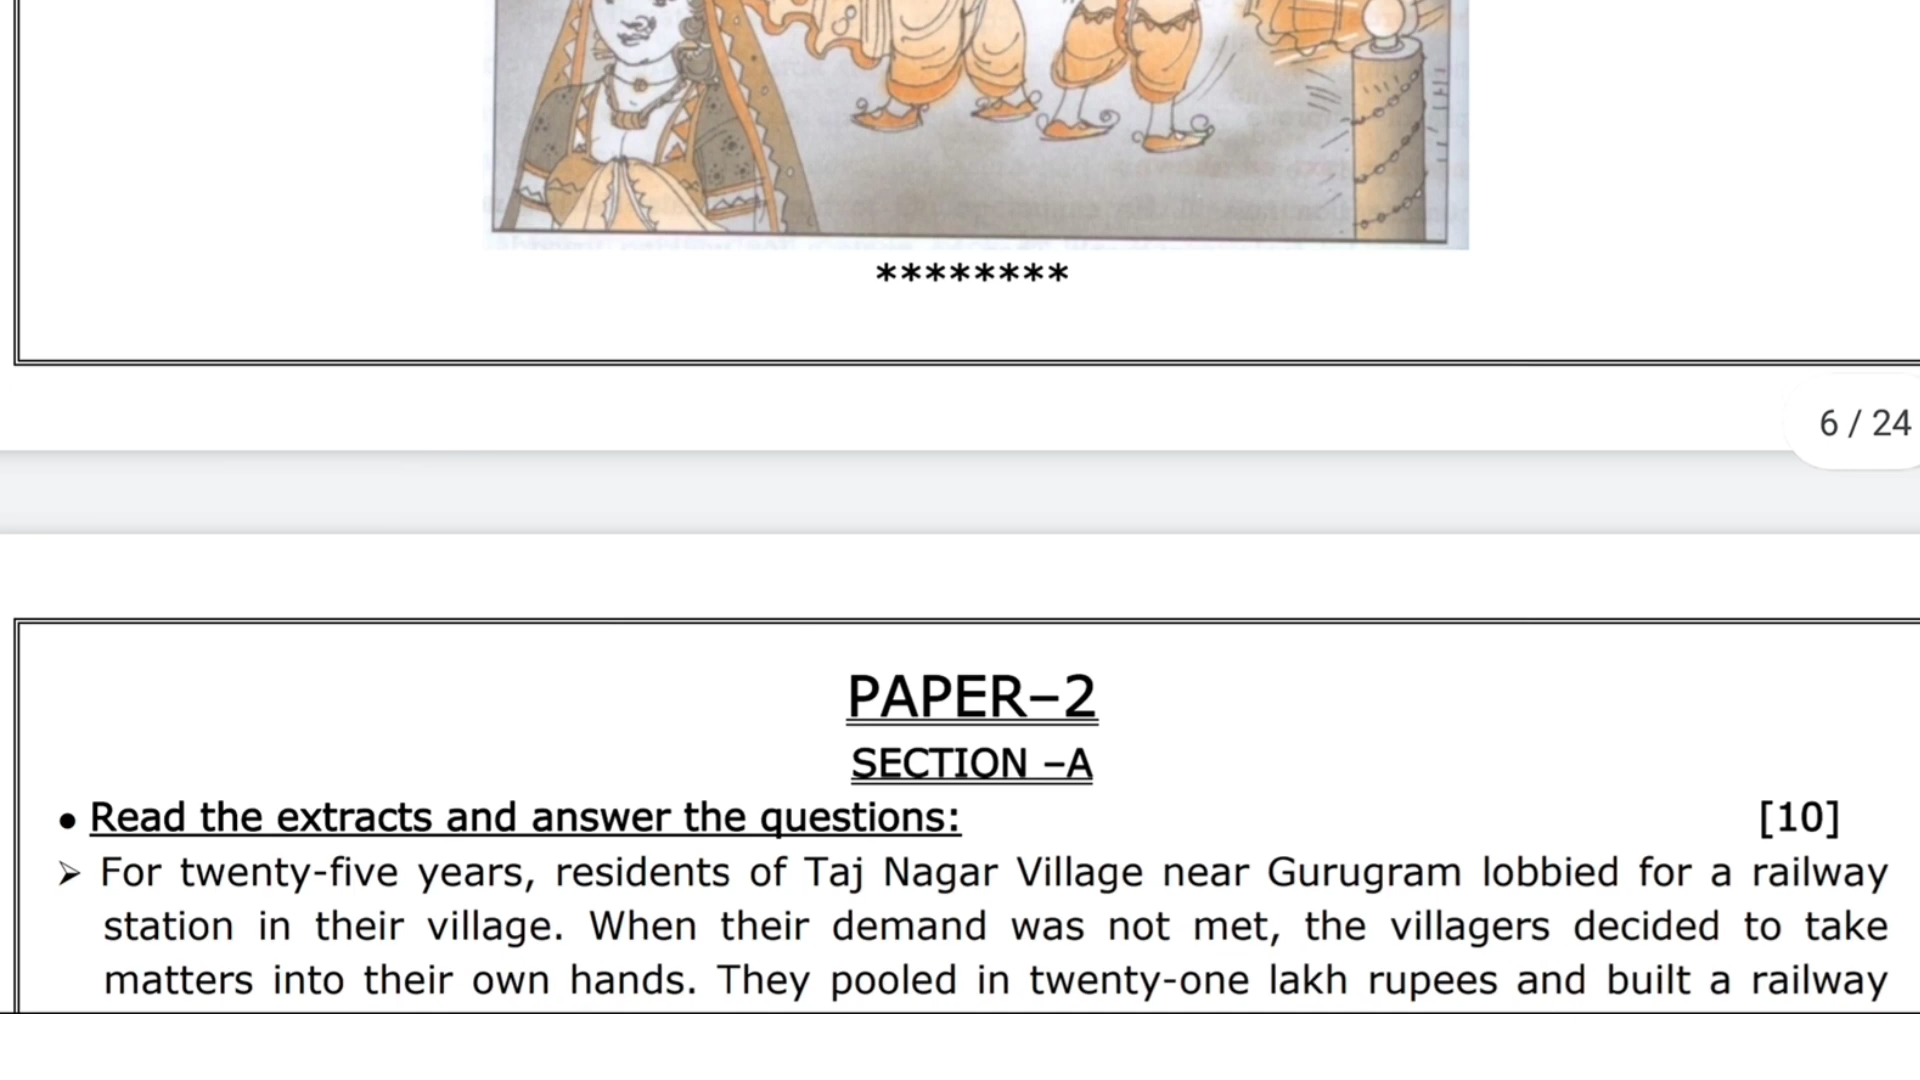 ********
6 / 24
PAPER–2
SECTION –A
• Read the extracts and answer the questions: [10]
➢ For twenty-five years, residents of Taj Nagar Village near Gurugram lobbied for a railway
station in their village. When their demand was not met, the villagers decided to take
matters into their own hands. They pooled in twenty-one lakh rupees and built a railway